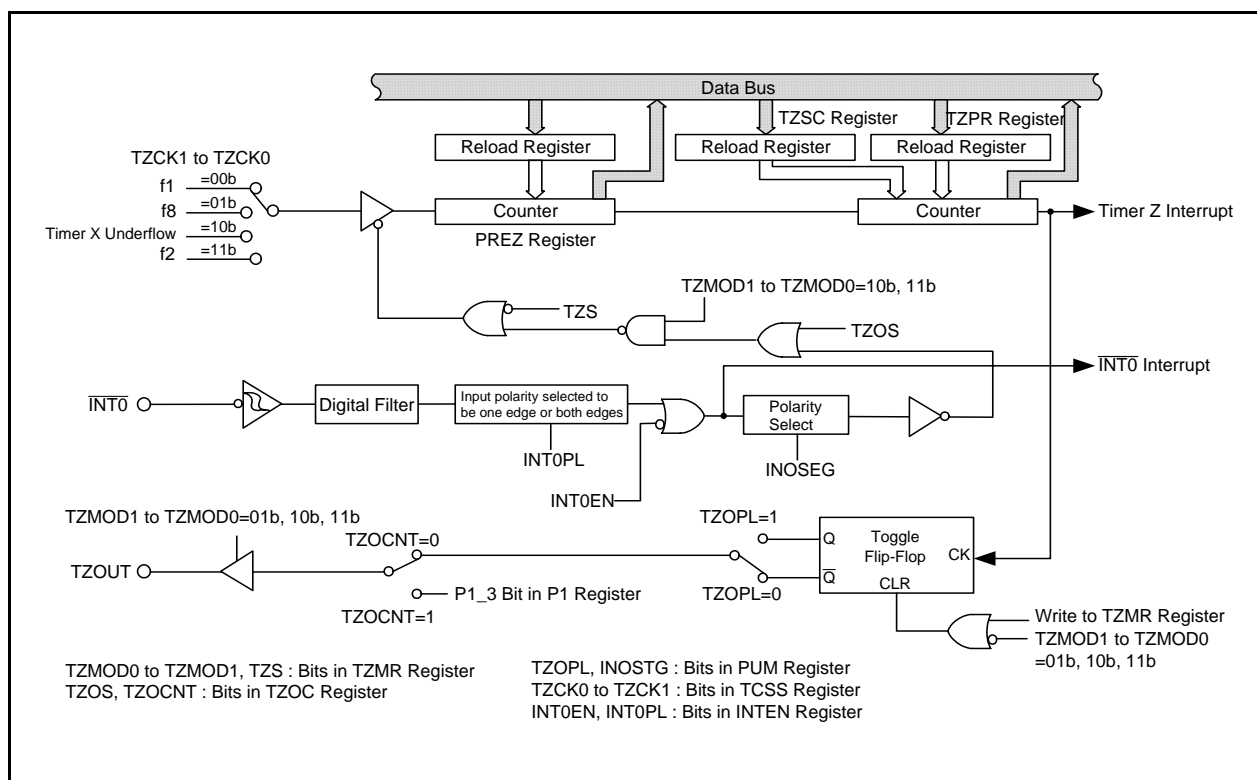 Data Bus
TZSC Register
TZPR Register
Reload Register
Reload Register
Reload Register
TZCK1 to TZCK0
f1
=00b
f8
=01b
Timer X Underflow
=10b
f2
=11b
Counter
Counter
Timer Z Interrupt
PREZ Register
TZMOD1 to TZMOD0=10b, 11b
TZS
TZOS
INT0 Interrupt
INT0
Digital Filter
Input polarity selected to
be one edge or both edges
Polarity
Select
INT0PL
INOSEG
INT0EN
TZMOD1 to TZMOD0=01b, 10b, 11b
TZOCNT=0
TZOPL=1
Q
Toggle
Flip-Flop
CK
TZOUT
Q
CLR
P1_3 Bit in P1 Register
TZOPL=0
TZOCNT=1
Write to TZMR Register
TZMOD1 to TZMOD0
=01b, 10b, 11b
TZMOD0 to TZMOD1, TZS : Bits in TZMR Register
TZOS, TZOCNT : Bits in TZOC Register
TZOPL, INOSTG : Bits in PUM Register
TZCK0 to TZCK1 : Bits in TCSS Register
INT0EN, INT0PL : Bits in INTEN Register